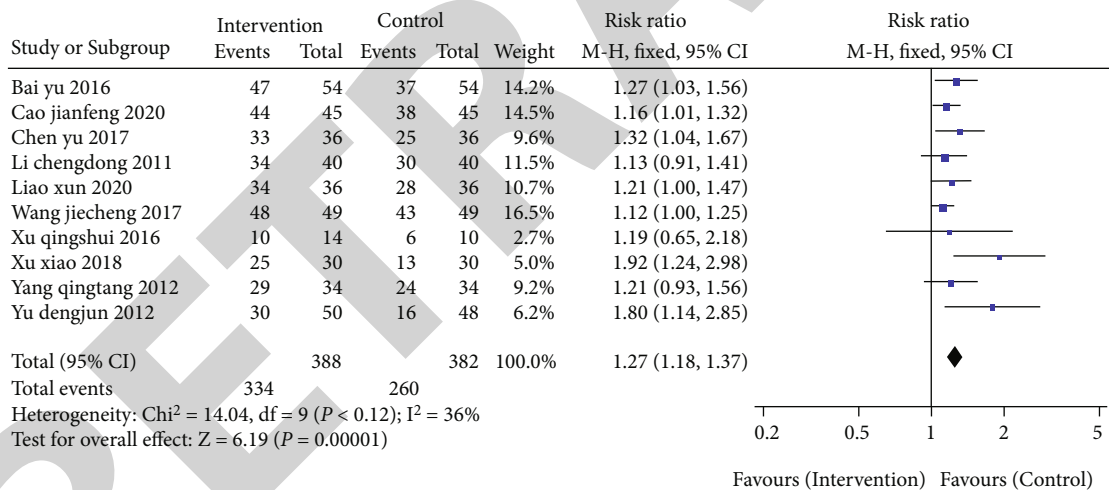 Study or Subgroup Intervention Control Weight Risk ratio Risk ratio
Events Total Events Total M-H, fixed, 95% CI M-H, fixed, 95% CI
Bai yu 2016 47 54 37 54 14.2% 1.27 (1.03, 1.56)
Cao jianfeng 2020 44 45 38 45 14.5% 1.16 (1.01, 1.32)
Chen yu 2017 33 36 25 36 9.6% 1.32 (1.04, 1.67)
Li chengdong 2011 34 40 30 40 11.5% 1.13 (0.91, 1.41)
Liao xun 2020 34 36 28 36 10.7% 1.21 (1.00, 1.47)
Wang jiecheng 2017 48 49 43 49 16.5% 1.12 (1.00, 1.25)
Xu qingshui 2016 10 14 6 10 2.7% 1.19 (0.65, 2.18)
Xu xiao 2018 25 30 13 30 5.0% 1.92 (1.24, 2.98)
Yang qingtang 2012 29 34 24 34 9.2% 1.21 (0.93, 1.56)
Yu dengjun 2012 30 50 16 48 6.2% 1.80 (1.14, 2.85)
Total (95% CI) 388 382 100.0% 1.27 (1.18, 1.37)
Total events 334 260
Heterogeneity: Chi² = 14.04, df = 9 (P < 0.12); I² = 36%
Test for overall effect: Z = 6.19 (P = 0.00001)
0.2 0.5 1 2 5
Favours (Intervention) Favours (Control)